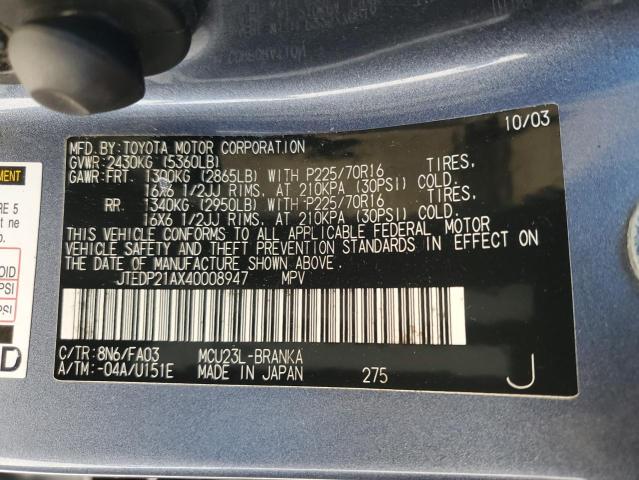 10/03
MFD. BY: TOYOTA MOTOR CORPORATION
GVWR: 2430KG (5360LB)
GAWR: FRT. 1300KG (2865LB) WITH P225/70R16 TIRES.
16X6 1/2JJ RIMS. AT 210KPA (30PSI) COLD.
RR. 1340KG (2950LB) WITH P225/70R16 TIRES.
16X6 1/2JJ RIMS. AT 210KPA (30PSI) COLD.
THIS VEHICLE CONFORMS TO ALL APPLICABLE FEDERAL MOTOR
VEHICLE SAFETY AND THEFT PREVENTION STANDARDS IN EFFECT ON
THE DATE OF MANUFACTURE SHOWN ABOVE.
JTEDP21AX40008947 MPV
C/TR: 8N6/FA03 MCU23L-BRANKA
A/TM: -04A/U151E MADE IN JAPAN 275 J